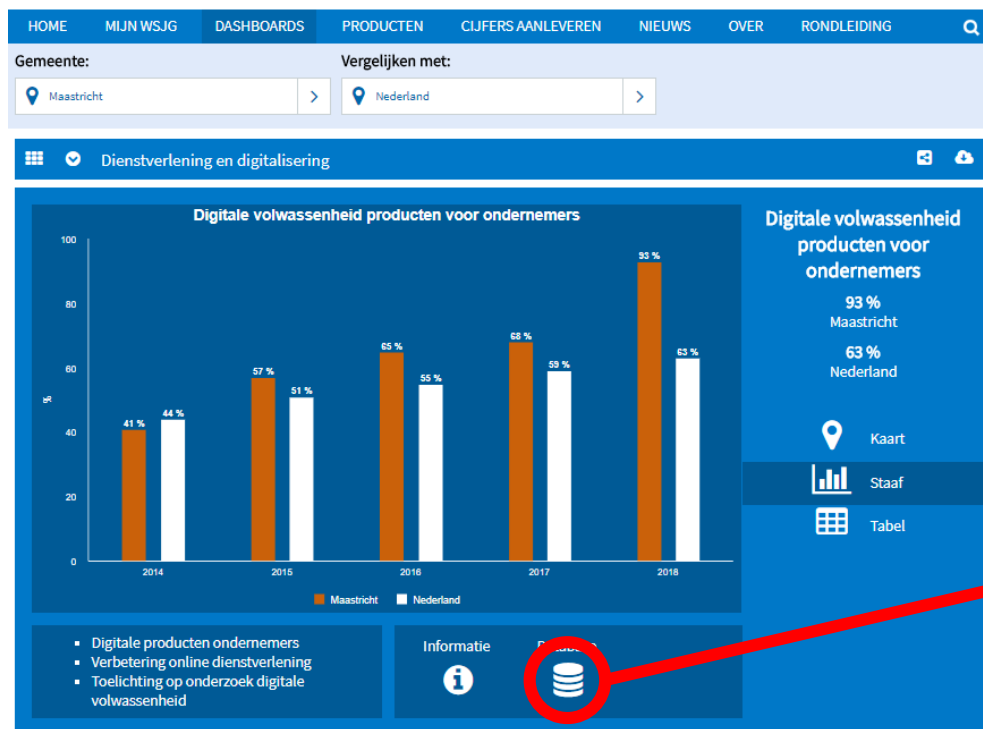 HOME MIJN WSJG DASHBOARDS PRODUCTEN CIJFERS AANLEVEREN NIEUWS OVER RONDLEIDING
Gemeente: Vergelijken met:
Maastricht Nederland
Dienstverlening en digitalisering
Digitale volwassenheid producten voor ondernemers
100
80
60
40
20
0
%
41 % 44 %
57 % 51 %
65 % 55 %
68 % 59 %
93 % 63 %
2014 2015 2016 2017 2018
Maastricht Nederland
Digitale volwassenheid
producten voor
ondernemers
93 %
Maastricht
63 %
Nederland
Kaart
Staaf
Tabel
Digitale producten ondernemers
Verbetering online dienstverlening
Toelichting op onderzoek digitale
volwassenheid
Informatie